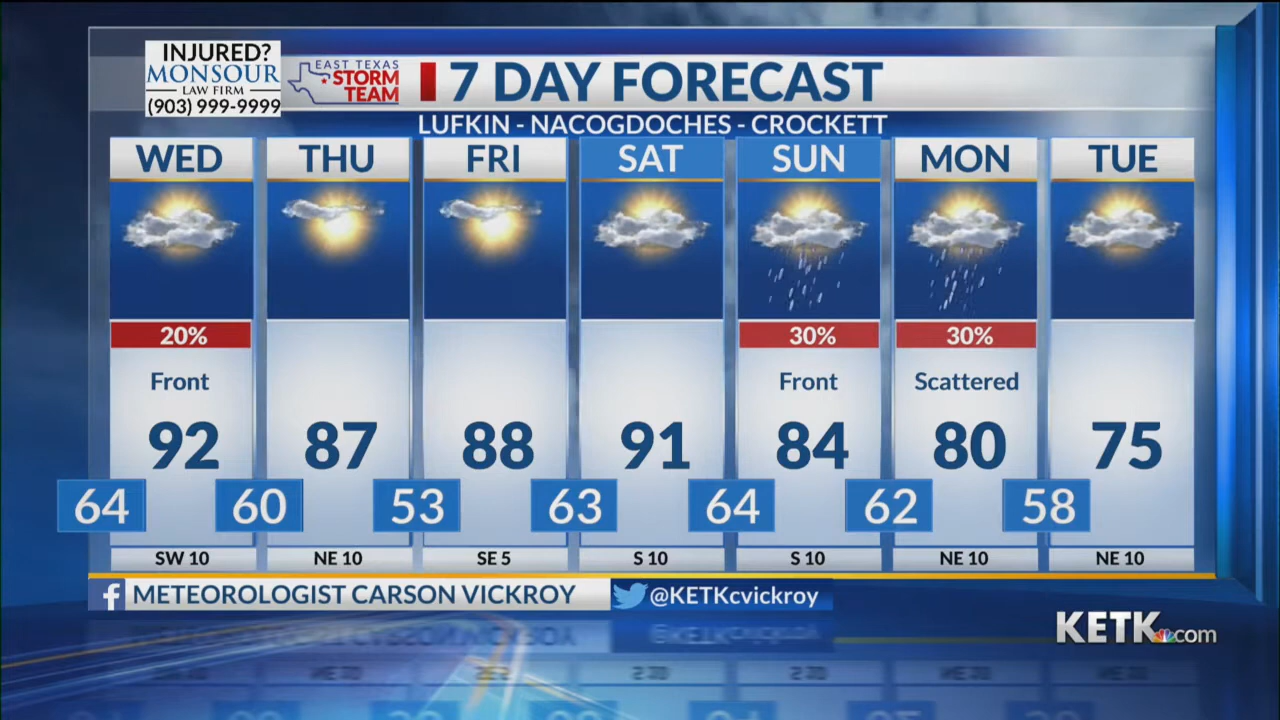 INJURED?
MONSOUR
LAW FIRM
(903) 999-9999
EAST TEXAS
STORM
TEAM
7 DAY FORECAST
LUFKIN - NACOGDOCHES - CROCKETT
WED THU FRI SAT SUN MON TUE
20% 30% 30%
Front Front Scattered
92 87 88 91 84 80 75
64 60 53 63 64 62 58
SW 10 NE 10 SE 5 S 10 S 10 NE 10 NE 10
f METEOROLOGIST CARSON VICKROY @KETKcvickroy
KETK.com